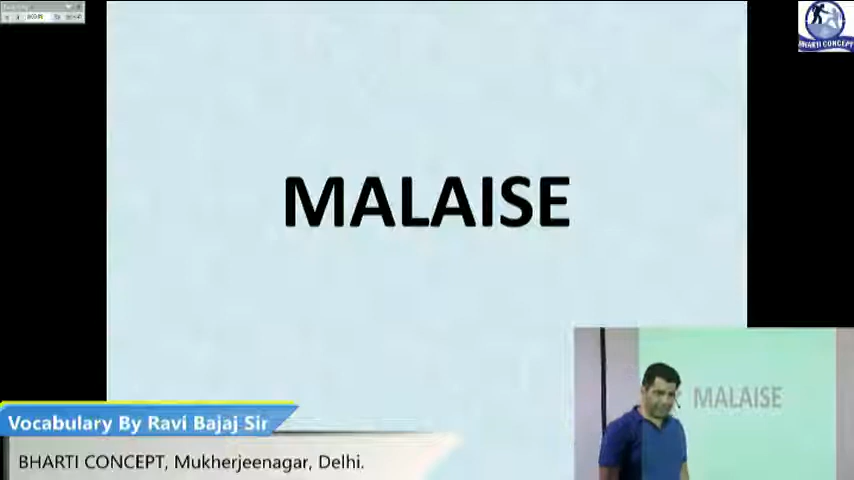 BHARTI CONCEPT
MALAISE
MALAISE
Vocabulary By Ravi Bajaj Sir
BHARTI CONCEPT, Mukherjeenagar, Delhi.